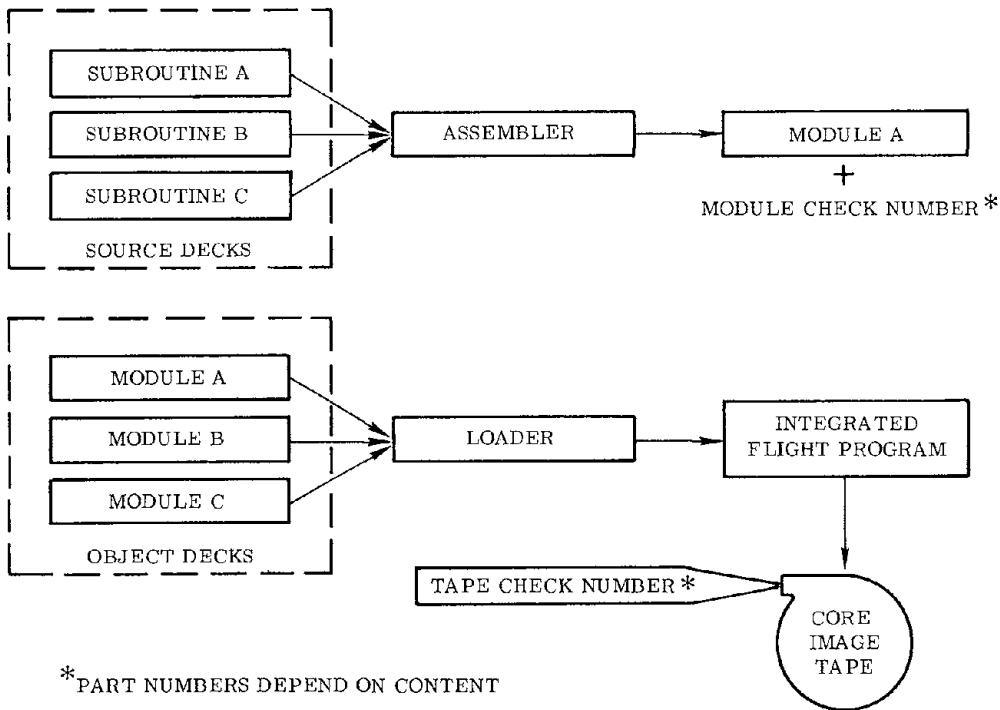 SUBROUTINE A
SUBROUTINE B
SUBROUTINE C
SOURCE DECKS
ASSEMBLER
MODULE A
+
MODULE CHECK NUMBER*
MODULE A
MODULE B
MODULE C
OBJECT DECKS
LOADER
INTEGRATED
FLIGHT PROGRAM
TAPE CHECK NUMBER*
CORE
IMAGE
TAPE
*PART NUMBERS DEPEND ON CONTENT